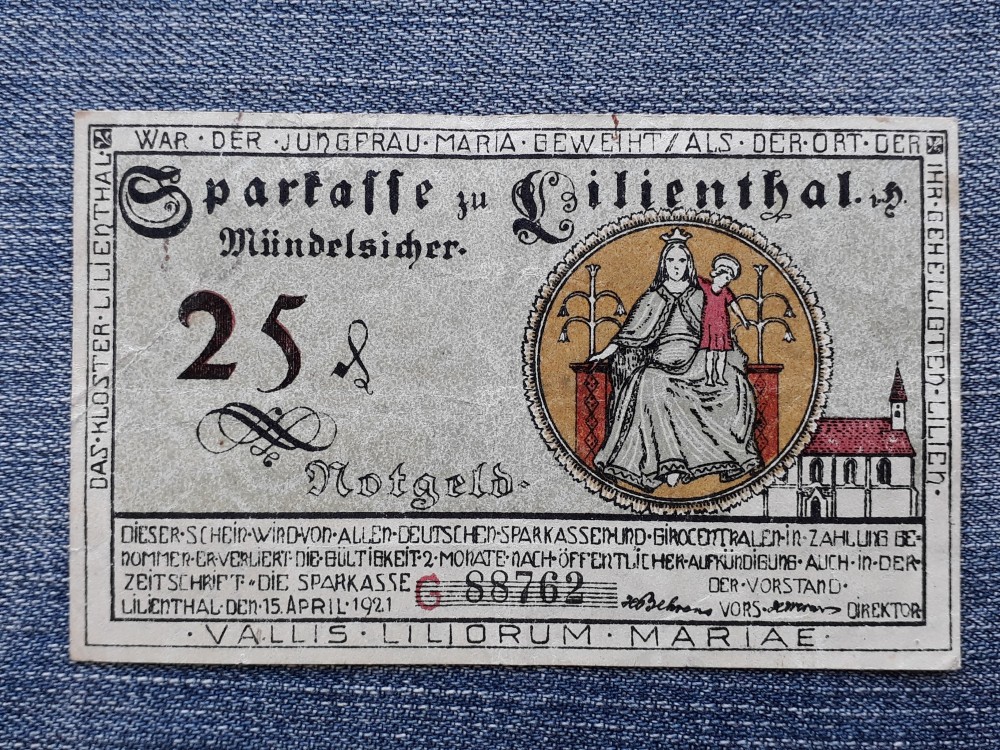 DAS·KLOSTER·LILIENTHAL·
WAR·DER·JUNGFRAU·MARIA·GEWEIHT/ALS·DER·ORT·DER
IHR·GEHEILIGTEN·LILIEN·
Sparkasse zu Lilienthal. i.H.
Mündelsicher.
25 ₰
Notgeld.
DIESER·SCHEIN·WIRD·VON·ALLEN·DEUTSCHEN·SPARKASSEN·UND·GIROCENTRALEN·IN·ZAHLUNG GE=
NOMMEN·ER·VERLIERT·DIE·GÜLTIGKEIT·2·MONATE·NACH·ÖFFENTLICHER·AUFKÜNDIGUNG·AUCH·IN·DER·
ZEITSCHRIFT·DIE SPARKASSE G 88762 DER·VORSTAND·
LILIENTHAL·DEN·15.APRIL·1921 HBehrens VORS· DIREKTOR
·VALLIS·LILIORUM·MARIAE·